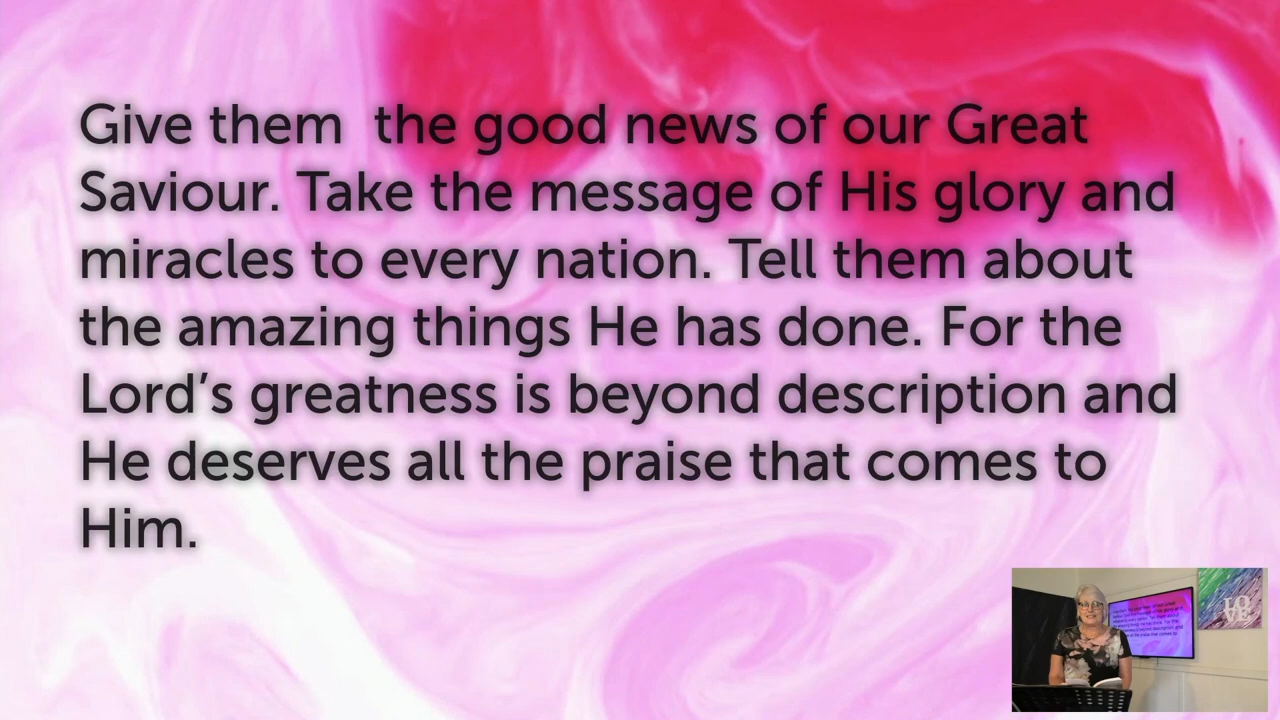 Give them  the good news of our Great
Saviour. Take the message of His glory and
miracles to every nation. Tell them about
the amazing things He has done. For the
Lord’s greatness is beyond description and
He deserves all the praise that comes to
Him.
LO
VE